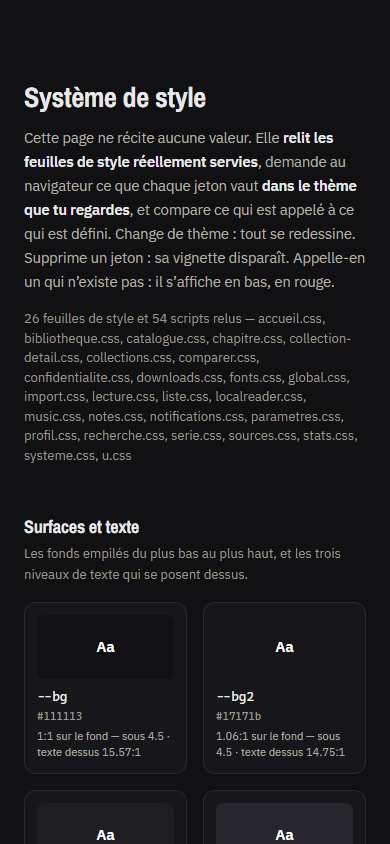 Système de style
Cette page ne récite aucune valeur. Elle relit les
feuilles de style réellement servies, demande au
navigateur ce que chaque jeton vaut dans le thème
que tu regardes, et compare ce qui est appelé à ce
qui est défini. Change de thème : tout se redessine.
Supprime un jeton : sa vignette disparaît. Appelle-en
un qui n’existe pas : il s’affiche en bas, en rouge.
26 feuilles de style et 54 scripts relus — accueil.css,
bibliotheque.css, catalogue.css, chapitre.css, collection-
detail.css, collections.css, comparer.css,
confidentialite.css, downloads.css, fonts.css, global.css,
import.css, lecture.css, liste.css, localreader.css,
music.css, notes.css, notifications.css, parametres.css,
profil.css, recherche.css, serie.css, sources.css, stats.css,
systeme.css, u.css
Surfaces et texte
Les fonds empilés du plus bas au plus haut, et les trois
niveaux de texte qui se posent dessus.
Aa
--bg
#111113
1:1 sur le fond — sous 4.5 ·
texte dessus 15.57:1
Aa
--bg2
#17171b
1.06:1 sur le fond — sous
4.5 · texte dessus 14.75:1
Aa
Aa